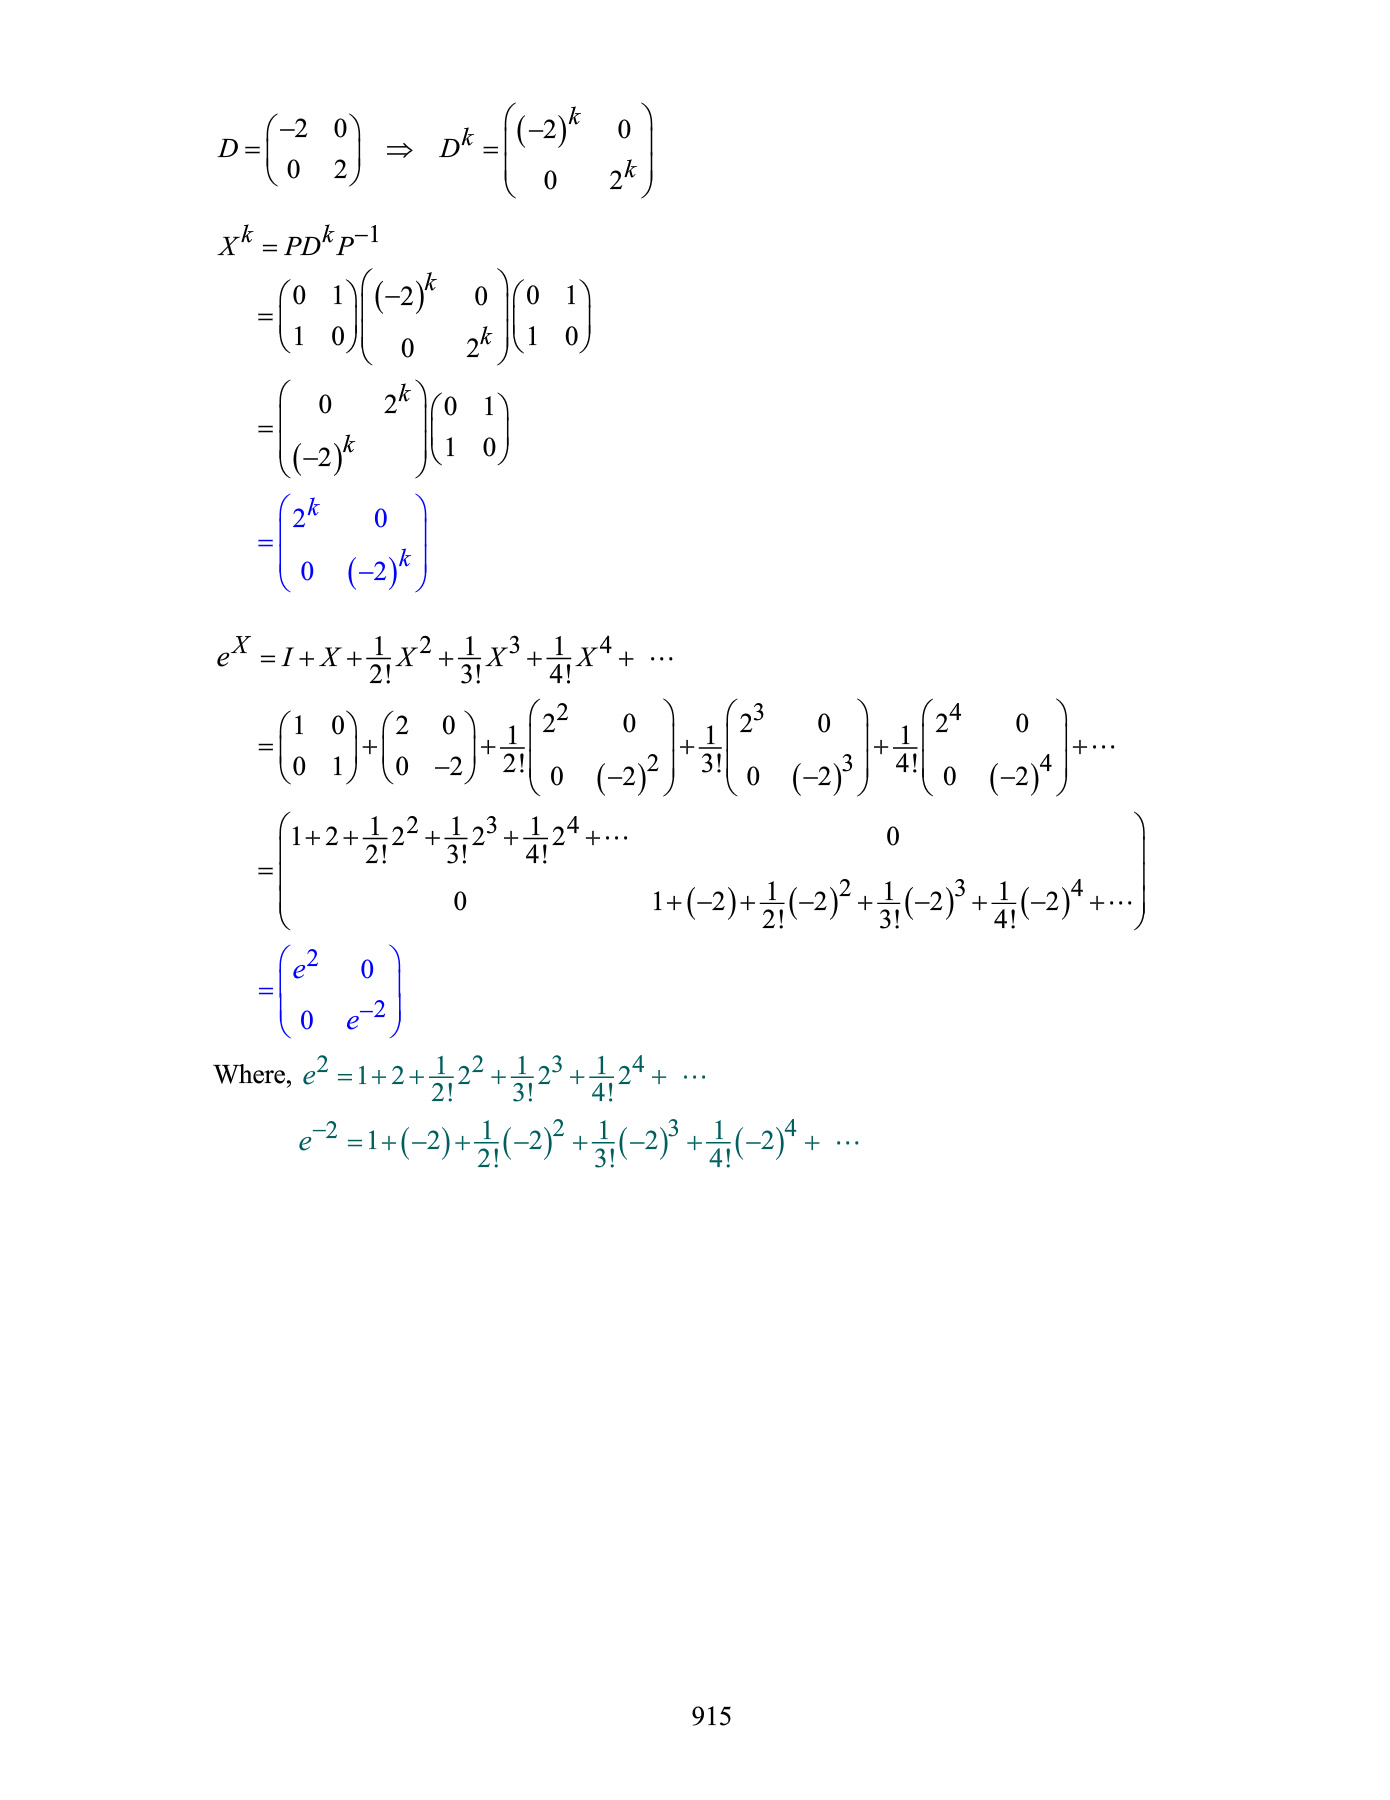 D = \begin{pmatrix} -2 & 0 \\ 0 & 2 \end{pmatrix} \Rightarrow D^k = \begin{pmatrix} (-2)^k & 0 \\ 0 & 2^k \end{pmatrix}
X^k = PD^kP^{-1}
= \begin{pmatrix} 0 & 1 \\ 1 & 0 \end{pmatrix} \begin{pmatrix} (-2)^k & 0 \\ 0 & 2^k \end{pmatrix} \begin{pmatrix} 0 & 1 \\ 1 & 0 \end{pmatrix}
= \begin{pmatrix} 0 & 2^k \\ (-2)^k & \end{pmatrix} \begin{pmatrix} 0 & 1 \\ 1 & 0 \end{pmatrix}
= \begin{pmatrix} 2^k & 0 \\ 0 & (-2)^k \end{pmatrix}
e^X = I + X + \frac{1}{2!}X^2 + \frac{1}{3!}X^3 + \frac{1}{4!}X^4 + \cdots
= \begin{pmatrix} 1 & 0 \\ 0 & 1 \end{pmatrix} + \begin{pmatrix} 2 & 0 \\ 0 & -2 \end{pmatrix} + \frac{1}{2!}\begin{pmatrix} 2^2 & 0 \\ 0 & (-2)^2 \end{pmatrix} + \frac{1}{3!}\begin{pmatrix} 2^3 & 0 \\ 0 & (-2)^3 \end{pmatrix} + \frac{1}{4!}\begin{pmatrix} 2^4 & 0 \\ 0 & (-2)^4 \end{pmatrix} + \cdots
= \begin{pmatrix} 1 + 2 + \frac{1}{2!}2^2 + \frac{1}{3!}2^3 + \frac{1}{4!}2^4 + \cdots & 0 \\ 0 & 1 + (-2) + \frac{1}{2!}(-2)^2 + \frac{1}{3!}(-2)^3 + \frac{1}{4!}(-2)^4 + \cdots \end{pmatrix}
= \begin{pmatrix} e^2 & 0 \\ 0 & e^{-2} \end{pmatrix}
Where, e^2 = 1 + 2 + \frac{1}{2!}2^2 + \frac{1}{3!}2^3 + \frac{1}{4!}2^4 + \cdots
e^{-2} = 1 + (-2) + \frac{1}{2!}(-2)^2 + \frac{1}{3!}(-2)^3 + \frac{1}{4!}(-2)^4 + \cdots
915